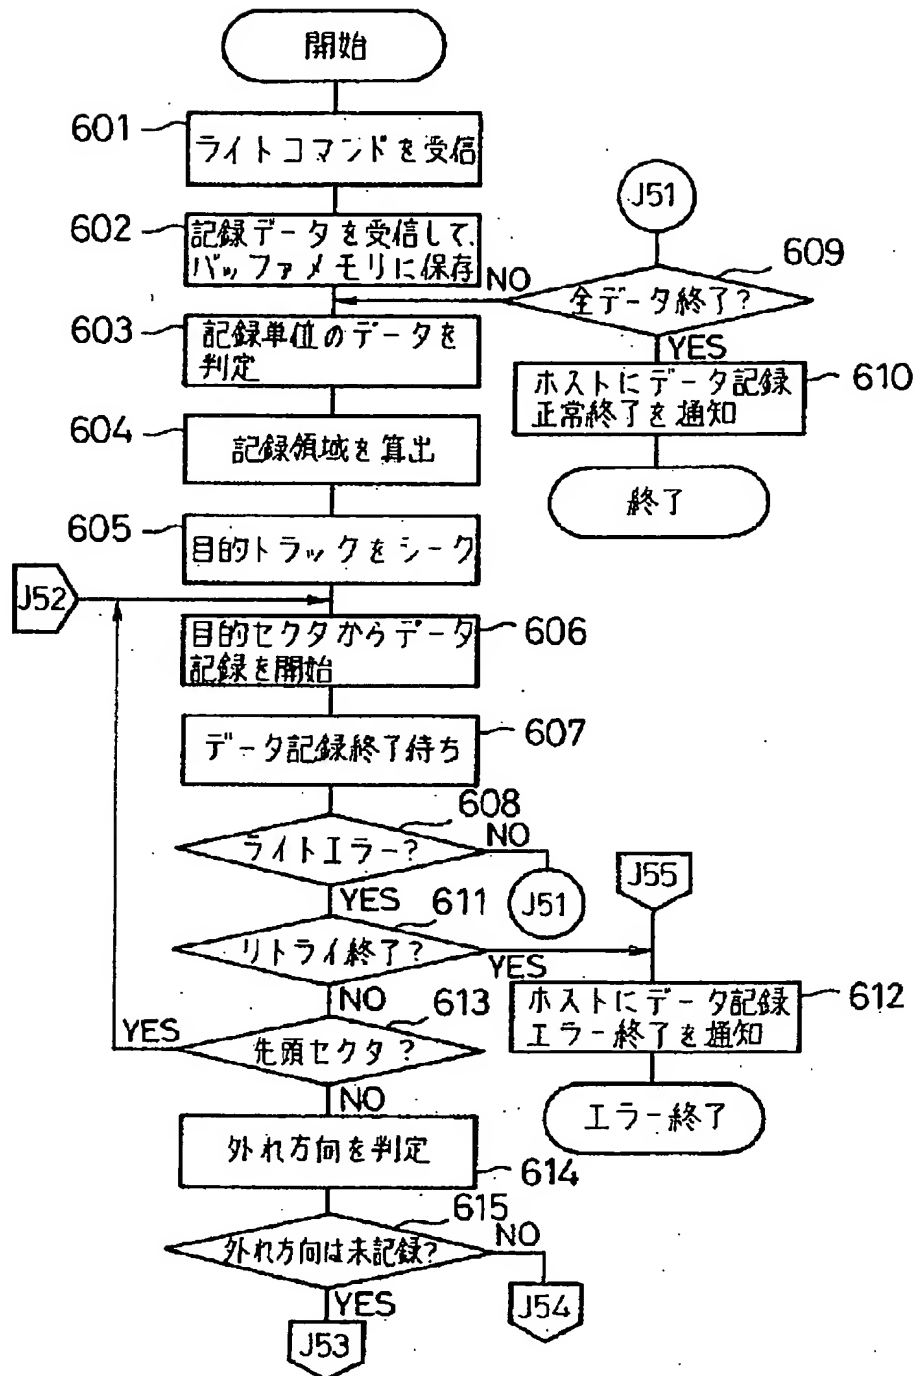 開始
601
ライトコマンドを受信
602
記録データを受信して、
バッファメモリに保存
J51
609
全データ終了?
NO
YES
603
記録単位のデータを
判定
ホストにデータ記録
正常終了を通知
610
604
記録領域を算出
終了
605
目的トラックをシーク
J52
目的セクタからデータ
記録を開始
606
データ記録終了待ち
607
608
ライトエラー?
NO
J51
YES
J55
611
リトライ終了?
YES
NO
ホストにデータ記録
エラー終了を通知
612
613
YES
先頭セクタ?
NO
エラー終了
外れ方向を判定
614
615
外れ方向は未記録?
NO
J54
YES
J53